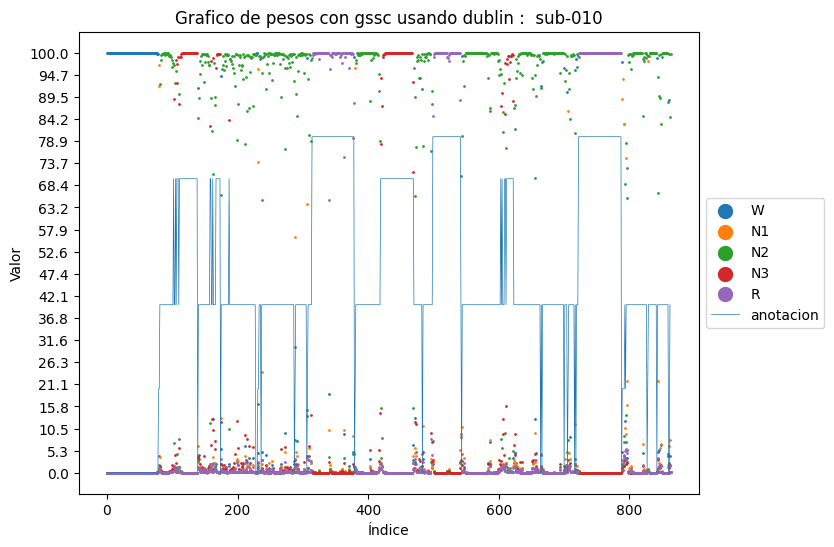 Grafico de pesos con gssc usando dublin :  sub-010
Valor
100.0
94.7
89.5
84.2
78.9
73.7
68.4
63.2
57.9
52.6
47.4
42.1
36.8
31.6
26.3
21.1
15.8
10.5
5.3
0.0
0 200 400 600 800
Índice
W
N1
N2
N3
R
anotacion